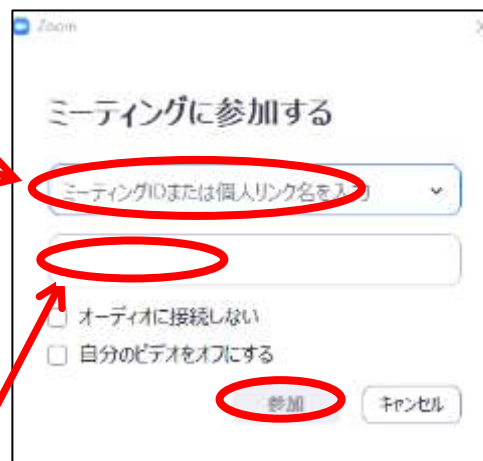 Zoom
ミーティングに参加する
ミーティングIDまたは個人リンク名を入力
オーディオに接続しない
自分のビデオをオフにする
参加
キャンセル